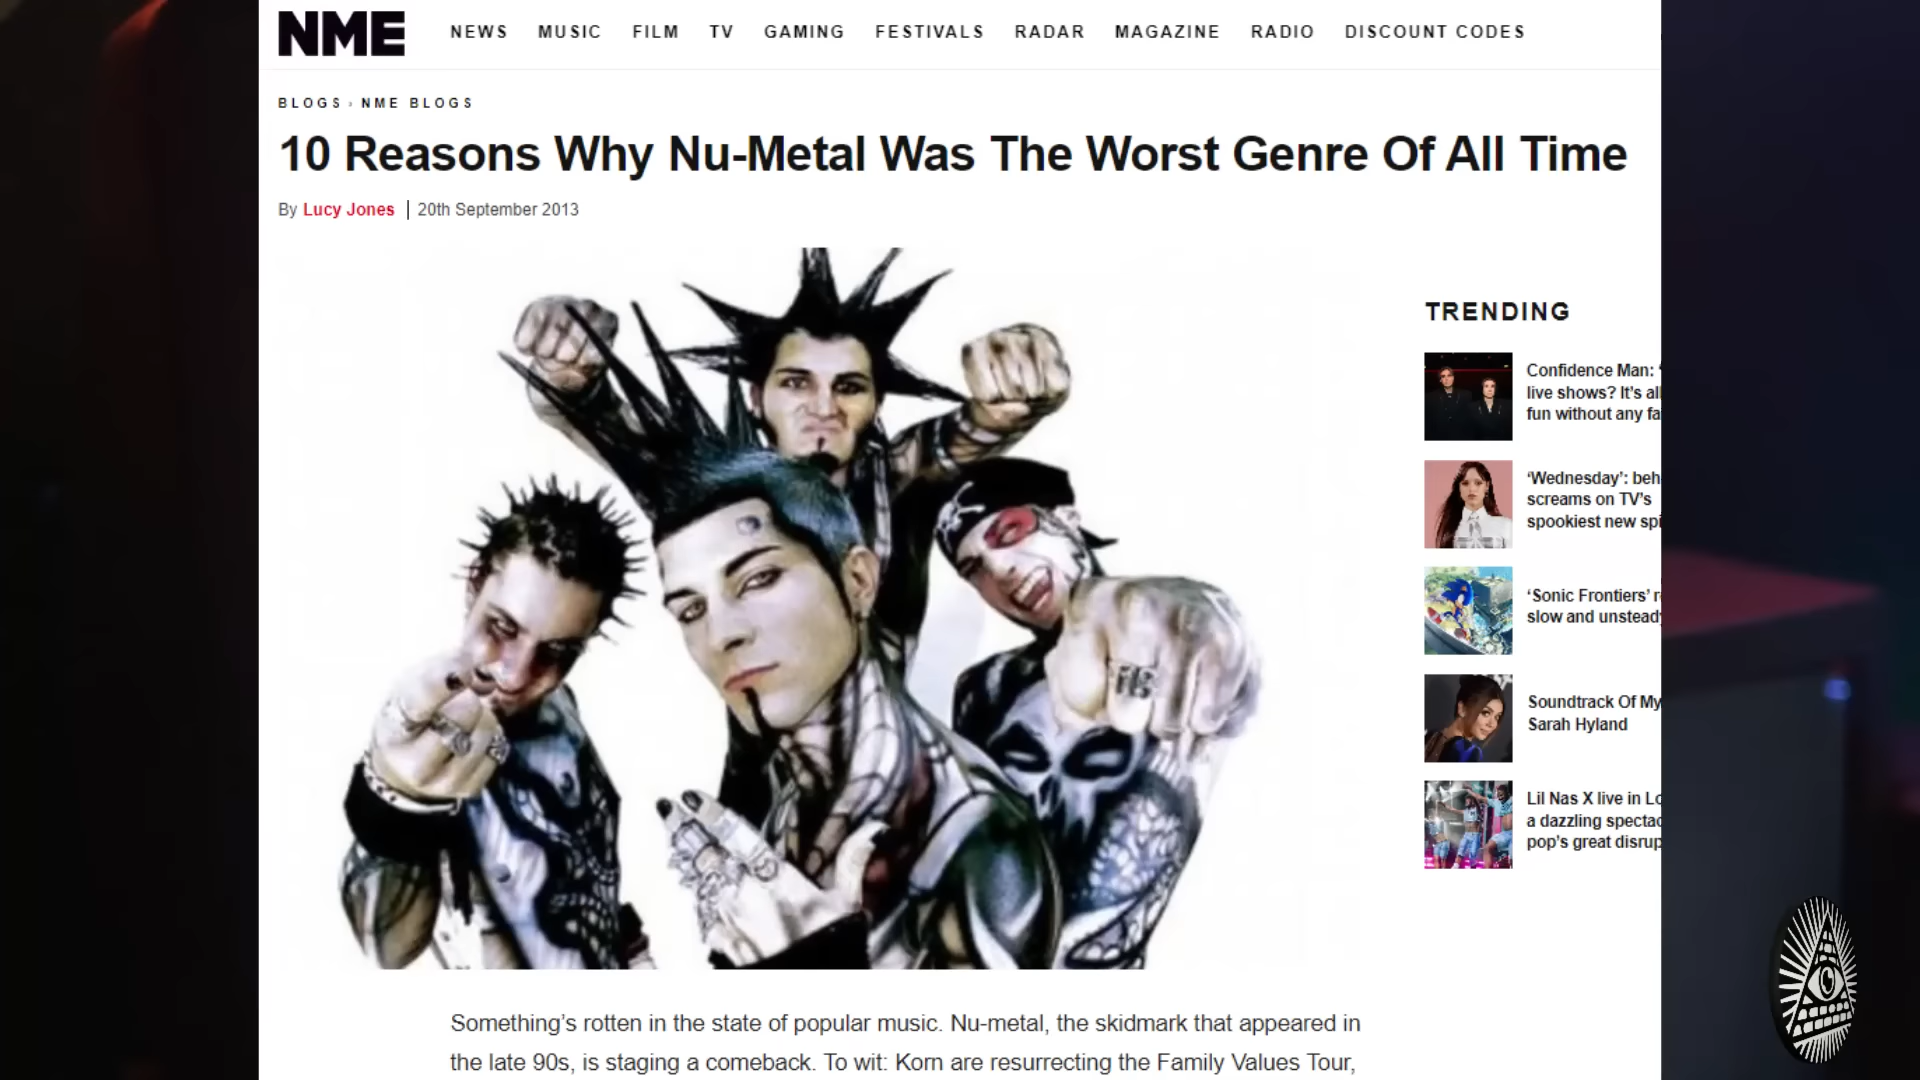 NME
NEWS MUSIC FILM TV GAMING FESTIVALS RADAR MAGAZINE RADIO DISCOUNT CODES
BLOGS › NME BLOGS
10 Reasons Why Nu-Metal Was The Worst Genre Of All Time
By Lucy Jones | 20th September 2013
TRENDING
Confidence Man: ‘
live shows? It’s all
fun without any fa
‘Wednesday’: beh
screams on TV’s
spookiest new spi
‘Sonic Frontiers’ r
slow and unsteady
Soundtrack Of My
Sarah Hyland
Lil Nas X live in Lo
a dazzling spectac
pop’s great disrup
Something’s rotten in the state of popular music. Nu-metal, the skidmark that appeared in
the late 90s, is staging a comeback. To wit: Korn are resurrecting the Family Values Tour,